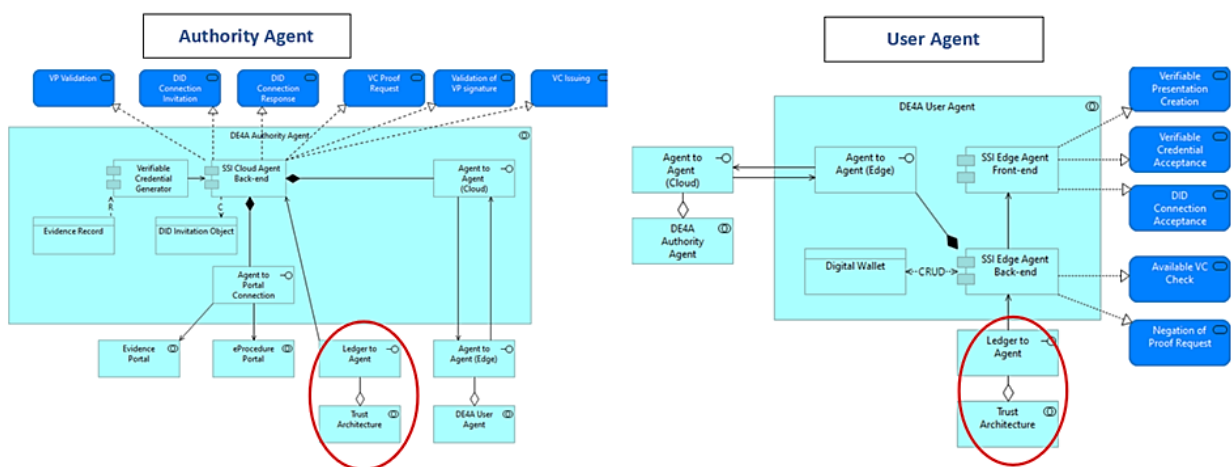 Authority Agent
User Agent
VP Validation
DID
Connection
Invitation
DID
Connection
Response
VC Proof
Request
Validation of
VP signature
VC Issuing
DE4A Authority Agent
Verifiable
Credential
Generator
SSI Cloud Agent
Back-end
Agent to
Agent
(Cloud)
R
C
Evidence Record
DID Invitation Object
Agent to
Portal
Connection
Evidence
Portal
eProcedure
Portal
Ledger to
Agent
Agent to
Agent (Edge)
Trust
Architecture
DE4A User
Agent
DE4A User Agent
Verifiable
Presentation
Creation
Agent to
Agent
(Cloud)
Agent to
Agent (Edge)
SSI Edge Agent
Front-end
Verifiable
Credential
Acceptance
DID
Connection
Acceptance
DE4A
Authority
Agent
Digital Wallet
CRUD
SSI Edge Agent
Back-end
Available VC
Check
Negation of
Proof Request
Ledger to
Agent
Trust
Architecture